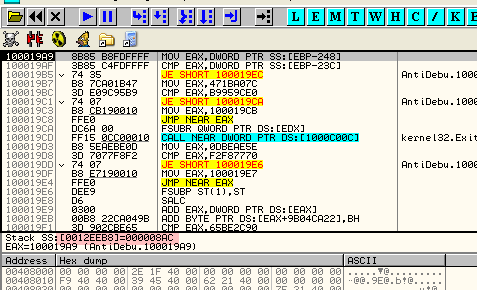 L E M T W H C / K B
100019A9 8B85 B8FDFFFF MOV EAX,DWORD PTR SS:[EBP-248]
100019AF 3B85 C4FDFFFF CMP EAX,DWORD PTR SS:[EBP-23C]
100019B5 74 35 JE SHORT 100019EC AntiDebu.1000
100019B7 B8 7CA01B47 MOV EAX,471BA07C
100019BC 3D E09C95B9 CMP EAX,B9959CE0
100019C1 74 07 JE SHORT 100019CA AntiDebu.1000
100019C3 B8 CB190010 MOV EAX,100019CB
100019C8 FFE0 JMP NEAR EAX
100019CA DC6A 00 FSUBR QWORD PTR DS:[EDX]
100019CD FF15 0CC00010 CALL NEAR DWORD PTR DS:[1000C00C] kernel32.Exit
100019D3 B8 5EAEBE0D MOV EAX,0DBEAE5E
100019D8 3D 7077F8F2 CMP EAX,F2F87770
100019DD 74 07 JE SHORT 100019E6 AntiDebu.1000
100019DF B8 E7190010 MOV EAX,100019E7
100019E4 FFE0 JMP NEAR EAX
100019E6 DEE9 FSUBP ST(1),ST
100019E8 D6 SALC
100019E9 0300 ADD EAX,DWORD PTR DS:[EAX]
100019EB 00B8 22CA049B ADD BYTE PTR DS:[EAX+9B04CA22],BH
100019F1 3D 902CBE65 CMP EAX,65BE2C90
Stack SS:[0012EEB8]=000008AC
EAX=100019A9 (AntiDebu.100019A9)
Address Hex dump ASCII
00408000 00 00 00 00 2E 1F 40 00 00 00 00 00 00 00 00 00
00408010 F9 40 40 00 39 45 40 00 62 21 40 00 00 00 00 00